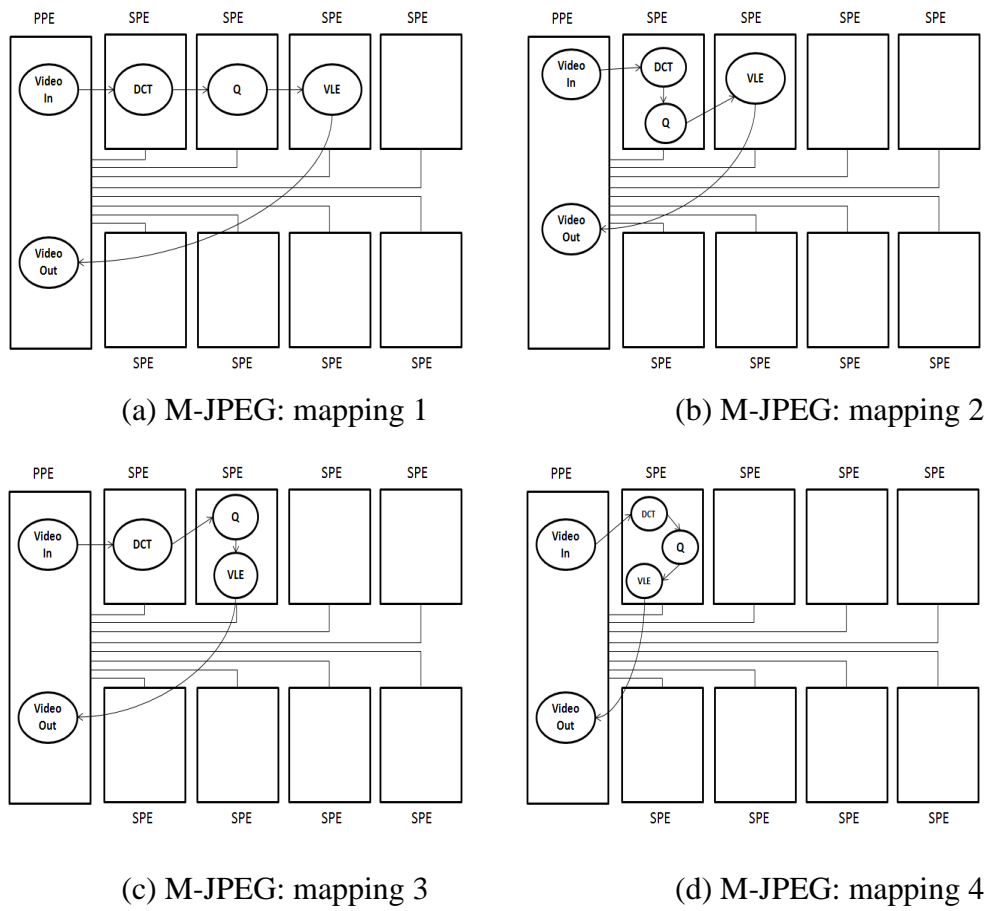 PPE SPE SPE SPE SPE
Video In
DCT
Q
VLE
Video Out
SPE SPE SPE SPE
(a) M-JPEG: mapping 1
PPE SPE SPE SPE SPE
Video In
DCT
Q
VLE
Video Out
SPE SPE SPE SPE
(b) M-JPEG: mapping 2
PPE SPE SPE SPE SPE
Video In
DCT
Q
VLE
Video Out
SPE SPE SPE SPE
(c) M-JPEG: mapping 3
PPE SPE SPE SPE SPE
Video In
DCT
Q
VLE
Video Out
SPE SPE SPE SPE
(d) M-JPEG: mapping 4